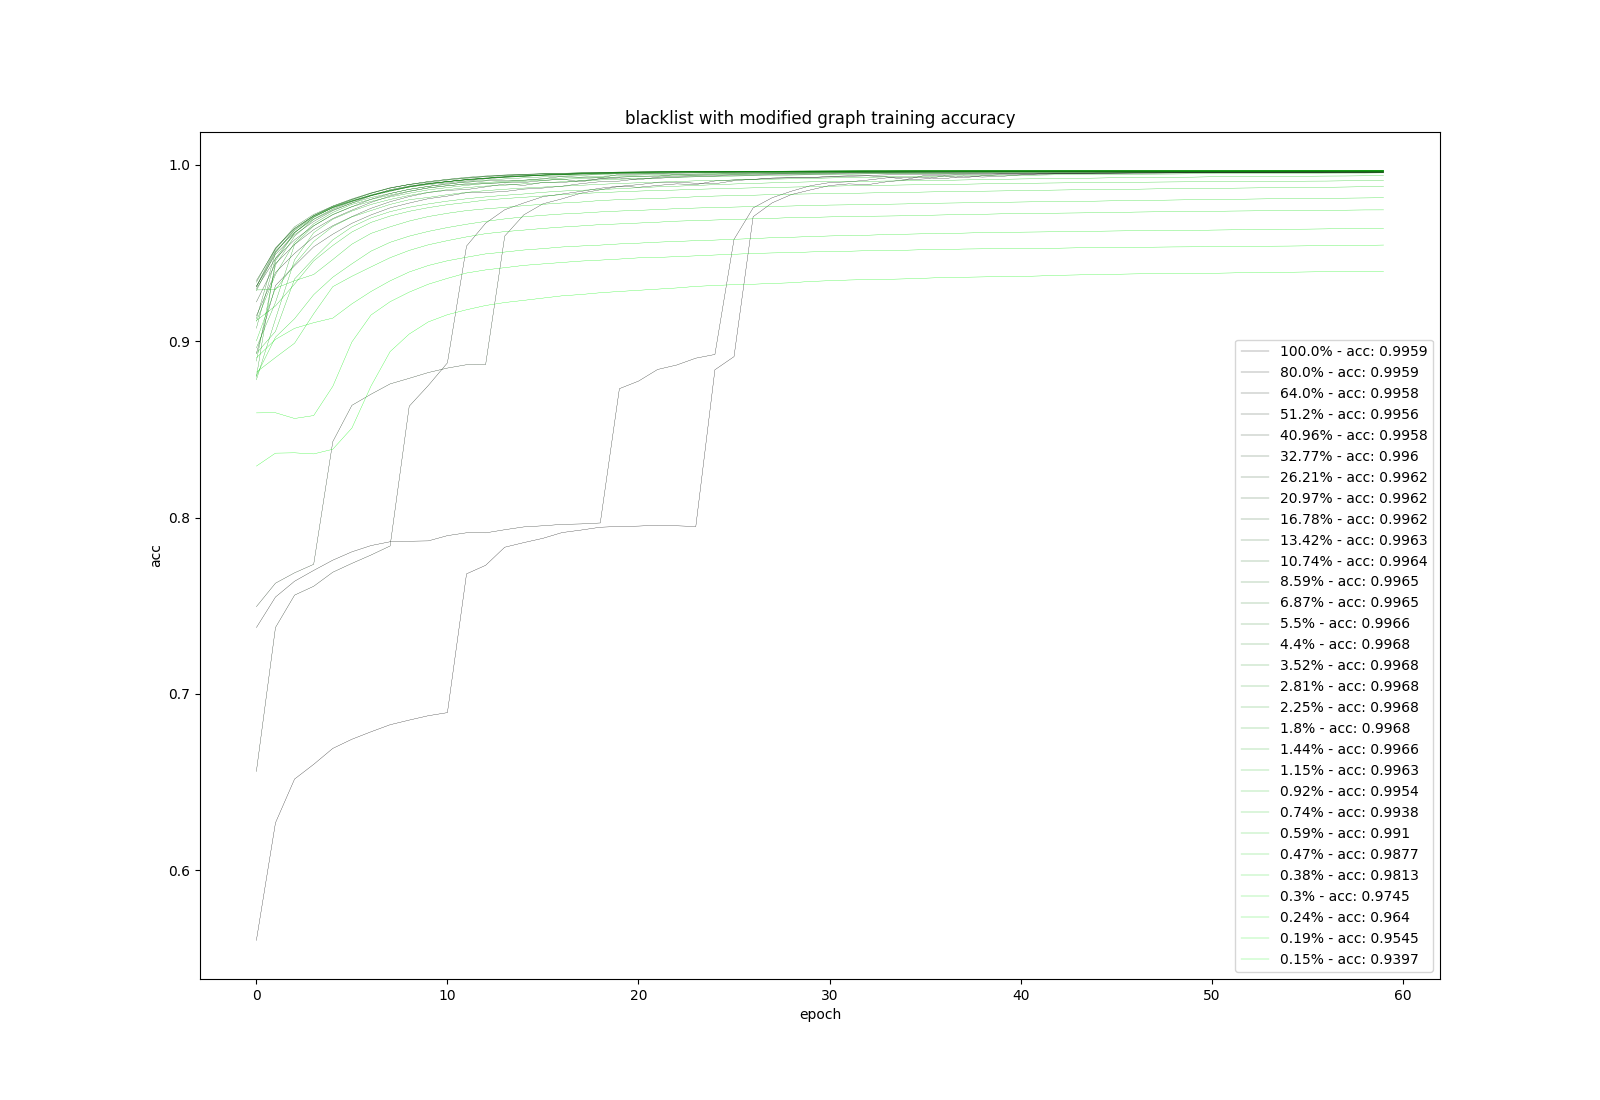 blacklist with modified graph training accuracy
1.0
0.9
0.8
0.7
0.6
acc
0
10
20
30
40
50
60
epoch
100.0% - acc: 0.9959
80.0% - acc: 0.9959
64.0% - acc: 0.9958
51.2% - acc: 0.9956
40.96% - acc: 0.9958
32.77% - acc: 0.996
26.21% - acc: 0.9962
20.97% - acc: 0.9962
16.78% - acc: 0.9962
13.42% - acc: 0.9963
10.74% - acc: 0.9964
8.59% - acc: 0.9965
6.87% - acc: 0.9965
5.5% - acc: 0.9966
4.4% - acc: 0.9968
3.52% - acc: 0.9968
2.81% - acc: 0.9968
2.25% - acc: 0.9968
1.8% - acc: 0.9968
1.44% - acc: 0.9966
1.15% - acc: 0.9963
0.92% - acc: 0.9954
0.74% - acc: 0.9938
0.59% - acc: 0.991
0.47% - acc: 0.9877
0.38% - acc: 0.9813
0.3% - acc: 0.9745
0.24% - acc: 0.964
0.19% - acc: 0.9545
0.15% - acc: 0.9397